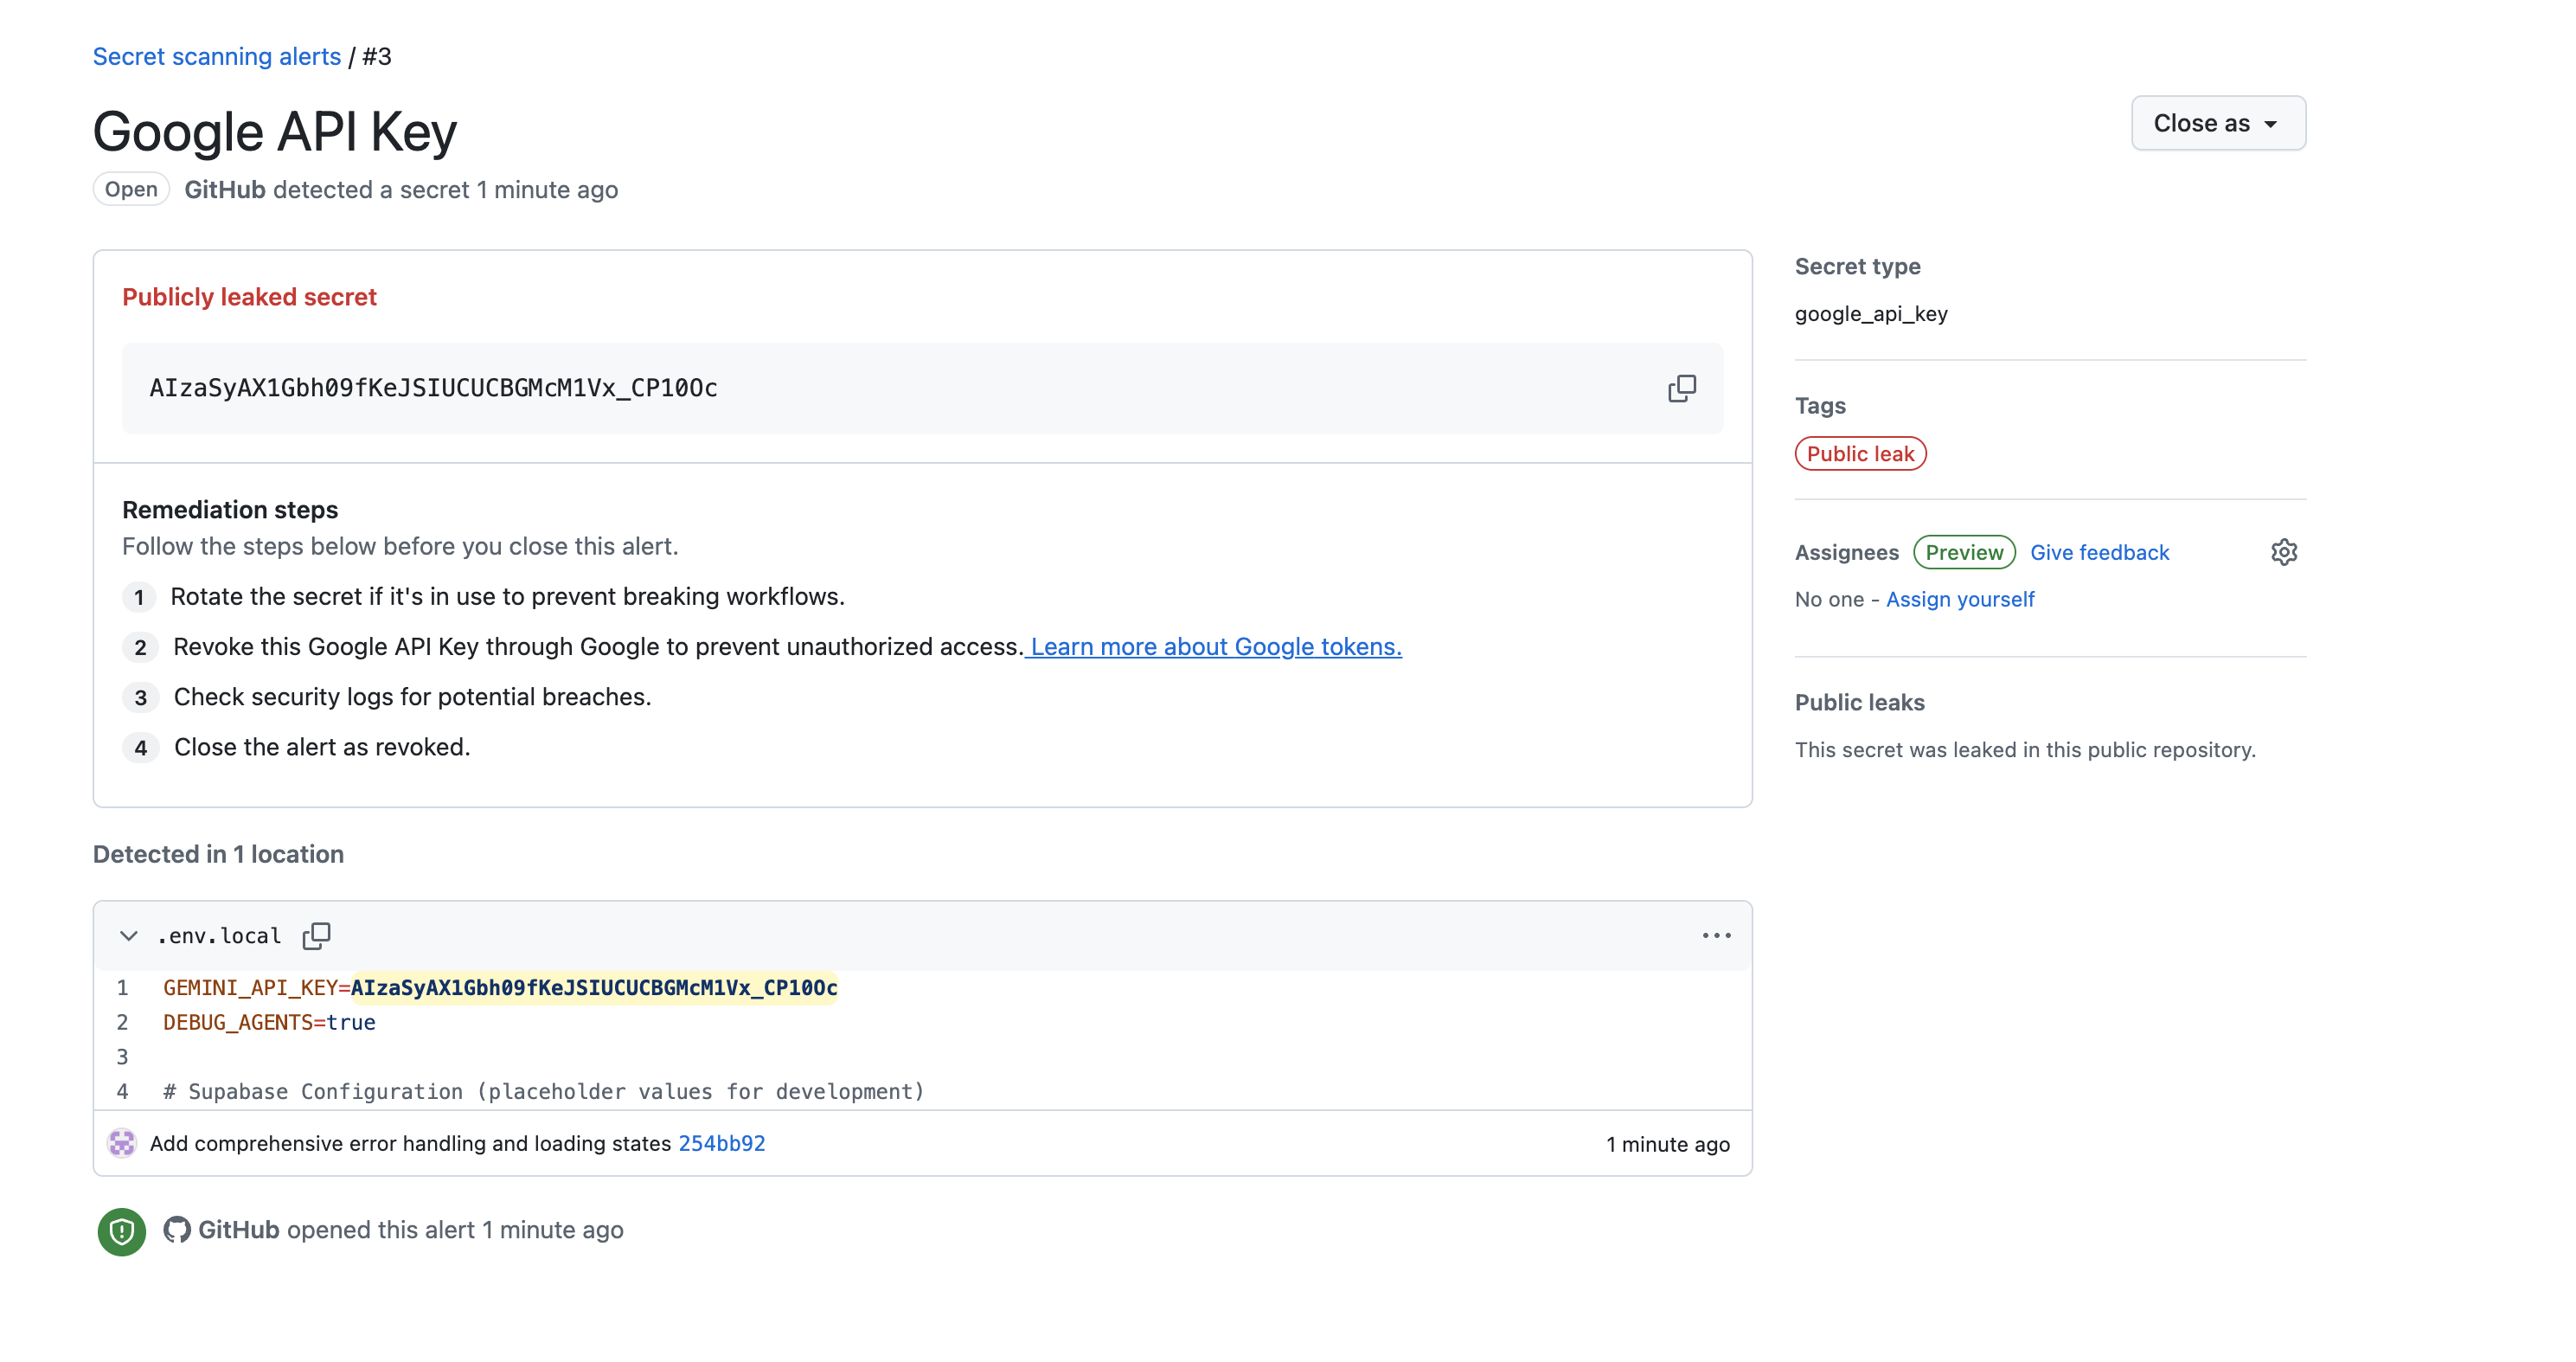 Secret scanning alerts / #3
Google API Key
Close as
Open GitHub detected a secret 1 minute ago
Publicly leaked secret
AIzaSyAX1Gbh09fKeJSIUCUCBGMcM1Vx_CP10Oc
Remediation steps
Follow the steps below before you close this alert.
1 Rotate the secret if it's in use to prevent breaking workflows.
2 Revoke this Google API Key through Google to prevent unauthorized access. Learn more about Google tokens.
3 Check security logs for potential breaches.
4 Close the alert as revoked.
Secret type
google_api_key
Tags
Public leak
Assignees Preview Give feedback
No one - Assign yourself
Public leaks
This secret was leaked in this public repository.
Detected in 1 location
.env.local
1 GEMINI_API_KEY=AIzaSyAX1Gbh09fKeJSIUCUCBGMcM1Vx_CP10Oc
2 DEBUG_AGENTS=true
3
4 # Supabase Configuration (placeholder values for development)
Add comprehensive error handling and loading states 254bb92 1 minute ago
GitHub opened this alert 1 minute ago